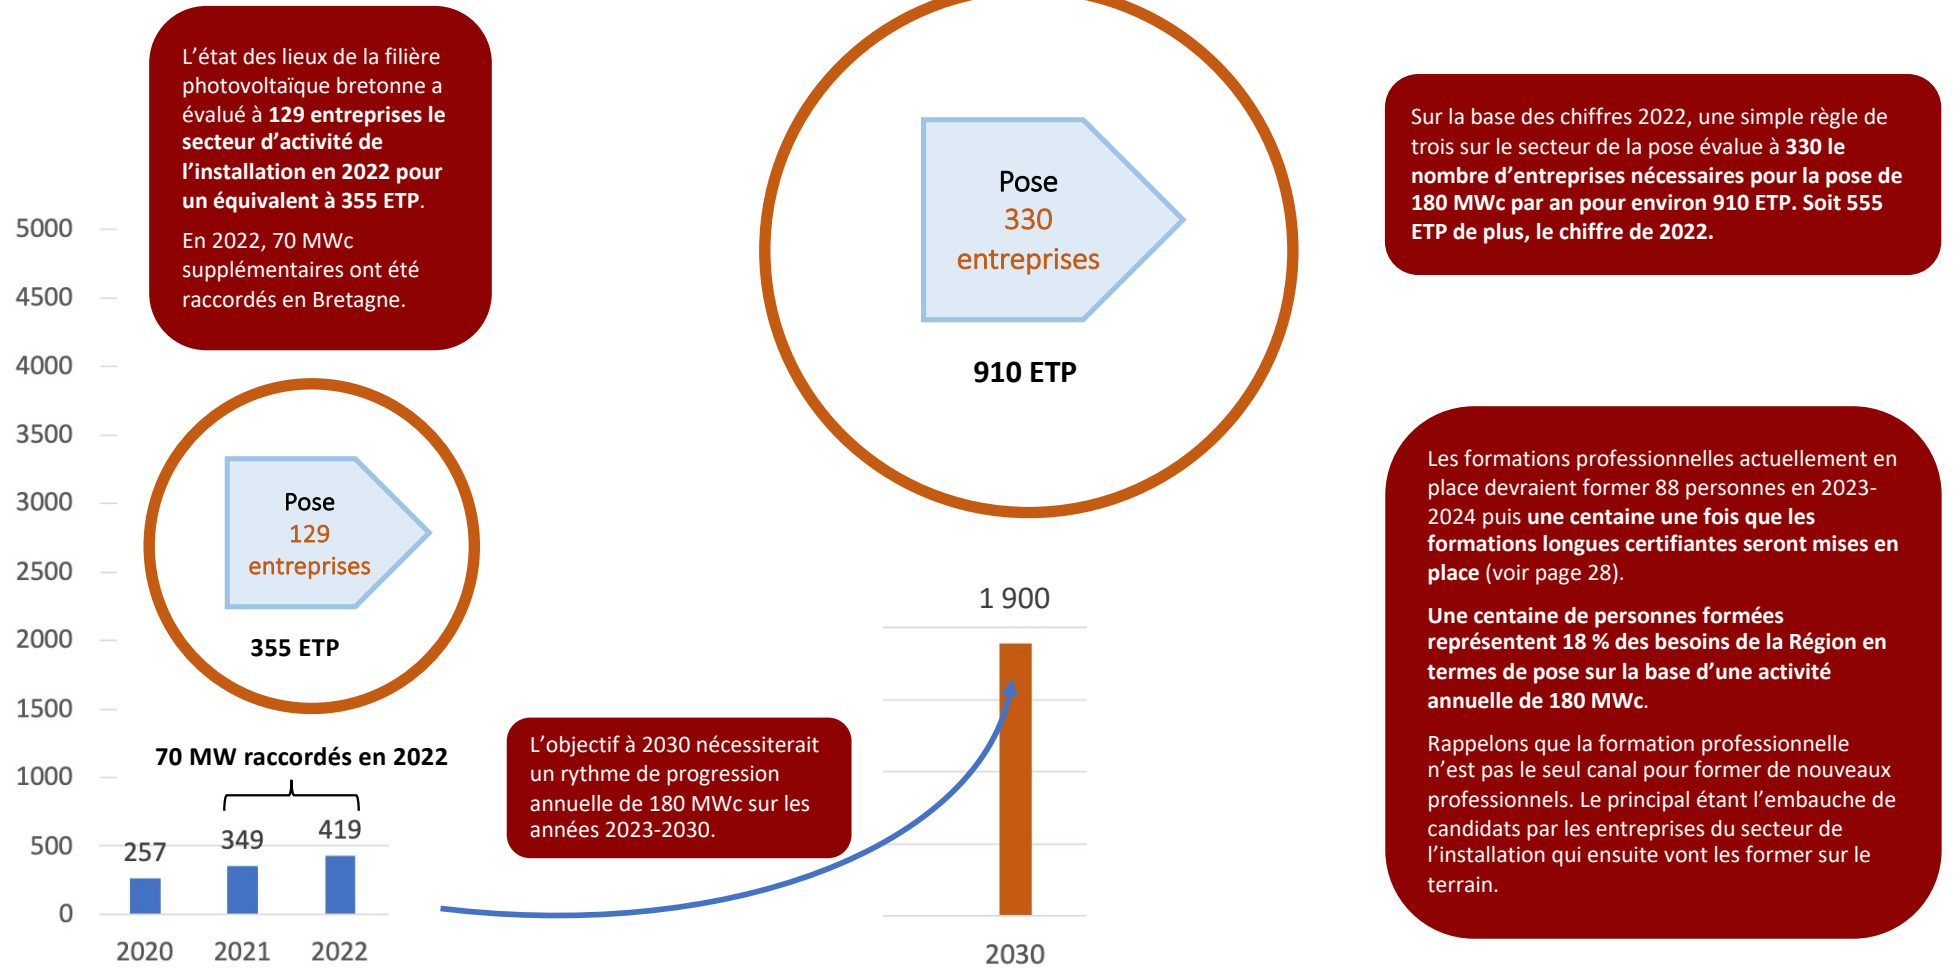 L’état des lieux de la filière
photovoltaïque bretonne a
évalué à 129 entreprises le
secteur d’activité de
l’installation en 2022 pour
un équivalent à 355 ETP.
En 2022, 70 MWc
supplémentaires ont été
raccordés en Bretagne.
Pose
330
entreprises
910 ETP
Sur la base des chiffres 2022, une simple règle de
trois sur le secteur de la pose évalue à 330 le
nombre d’entreprises nécessaires pour la pose de
180 MWc par an pour environ 910 ETP. Soit 555
ETP de plus, le chiffre de 2022.
5000
4500
4000
3500
3000
2500
2000
1500
1000
500
0
Pose
129
entreprises
355 ETP
70 MW raccordés en 2022
257
349
419
2020
2021
2022
L’objectif à 2030 nécessiterait
un rythme de progression
annuelle de 180 MWc sur les
années 2023-2030.
1 900
2030
Les formations professionnelles actuellement en
place devraient former 88 personnes en 2023-
2024 puis une centaine une fois que les
formations longues certifiantes seront mises en
place (voir page 28).
Une centaine de personnes formées
représentent 18 % des besoins de la Région en
termes de pose sur la base d’une activité
annuelle de 180 MWc.
Rappelons que la formation professionnelle
n’est pas le seul canal pour former de nouveaux
professionnels. Le principal étant l’embauche de
candidats par les entreprises du secteur de
l’installation qui ensuite vont les former sur le
terrain.